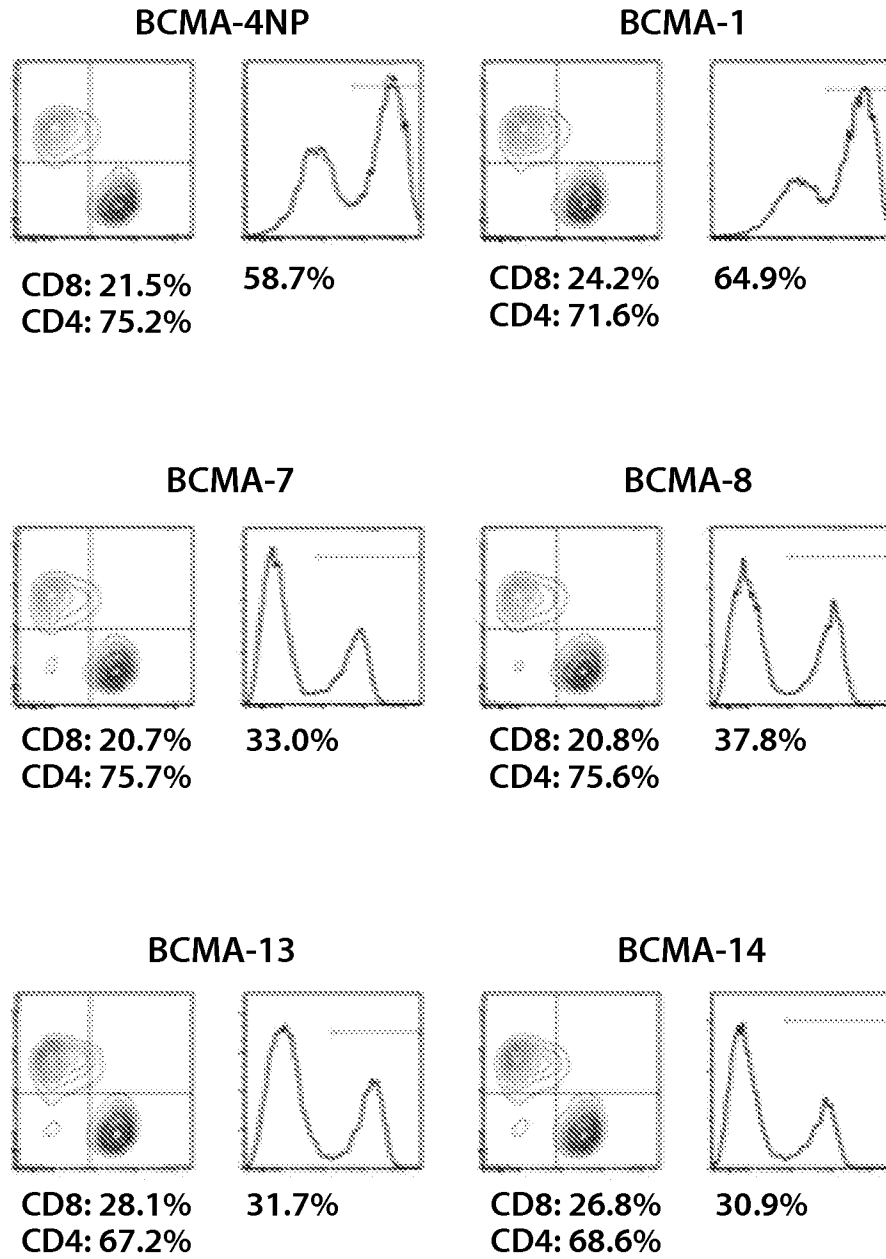 BCMA-4NP
BCMA-1
CD8: 21.5%
CD4: 75.2%
58.7%
CD8: 24.2%
CD4: 71.6%
64.9%
BCMA-7
BCMA-8
CD8: 20.7%
CD4: 75.7%
33.0%
CD8: 20.8%
CD4: 75.6%
37.8%
BCMA-13
BCMA-14
CD8: 28.1%
CD4: 67.2%
31.7%
CD8: 26.8%
CD4: 68.6%
30.9%